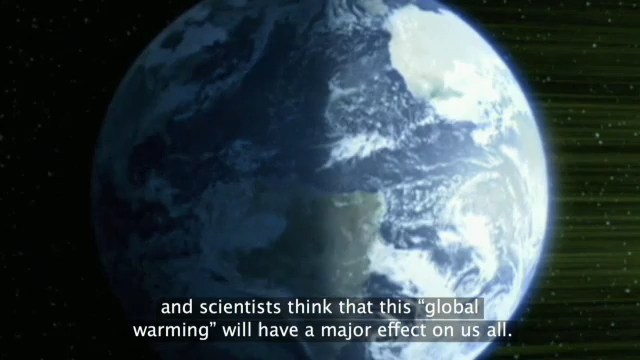 and scientists think that this “global
warming” will have a major effect on us all.